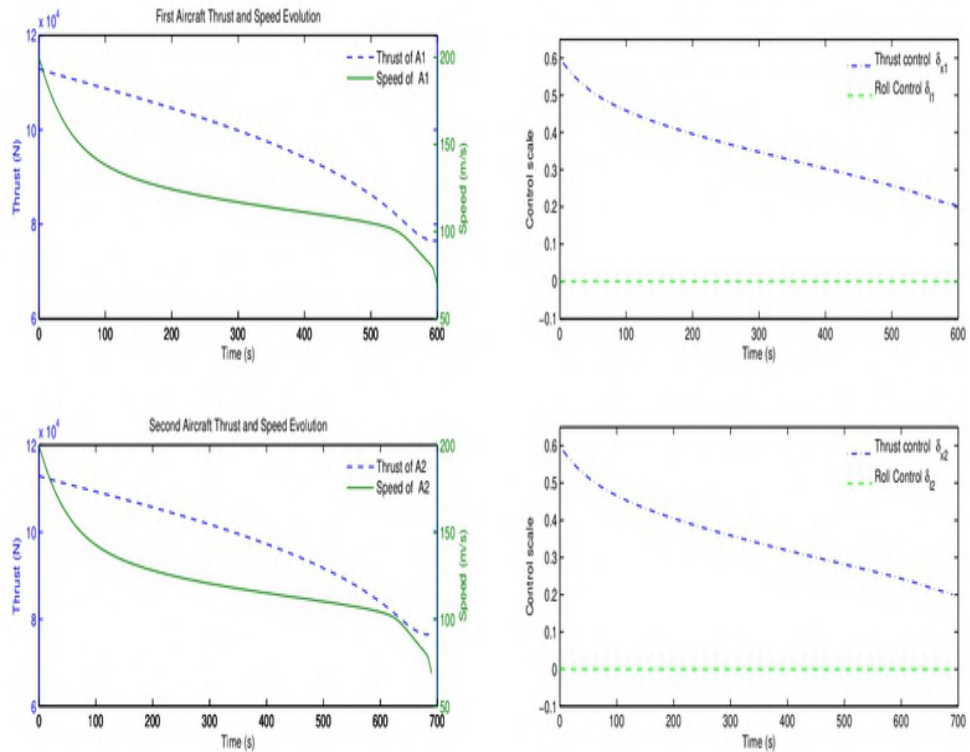 First Aircraft Thrust and Speed Evolution
x 10⁴
12
10
8
6
Thrust (N)
Thrust of A1
Speed of A1
200
150
100
50
Speed (m/s)
0 100 200 300 400 500 600
Time (s)
0.6
0.5
0.4
0.3
0.2
0.1
0
−0.1
Control scale
Thrust control δx1
Roll Control δl1
0 100 200 300 400 500 600
Time (s)
Second Aircraft Thrust and Speed Evolution
x 10⁴
12
10
8
6
Thrust (N)
Thrust of A2
Speed of A2
200
150
100
50
Speed (m/s)
0 100 200 300 400 500 600 700
Time (s)
0.6
0.5
0.4
0.3
0.2
0.1
0
−0.1
Control scale
Thrust control δx2
Roll Control δl2
0 100 200 300 400 500 600 700
Time (s)